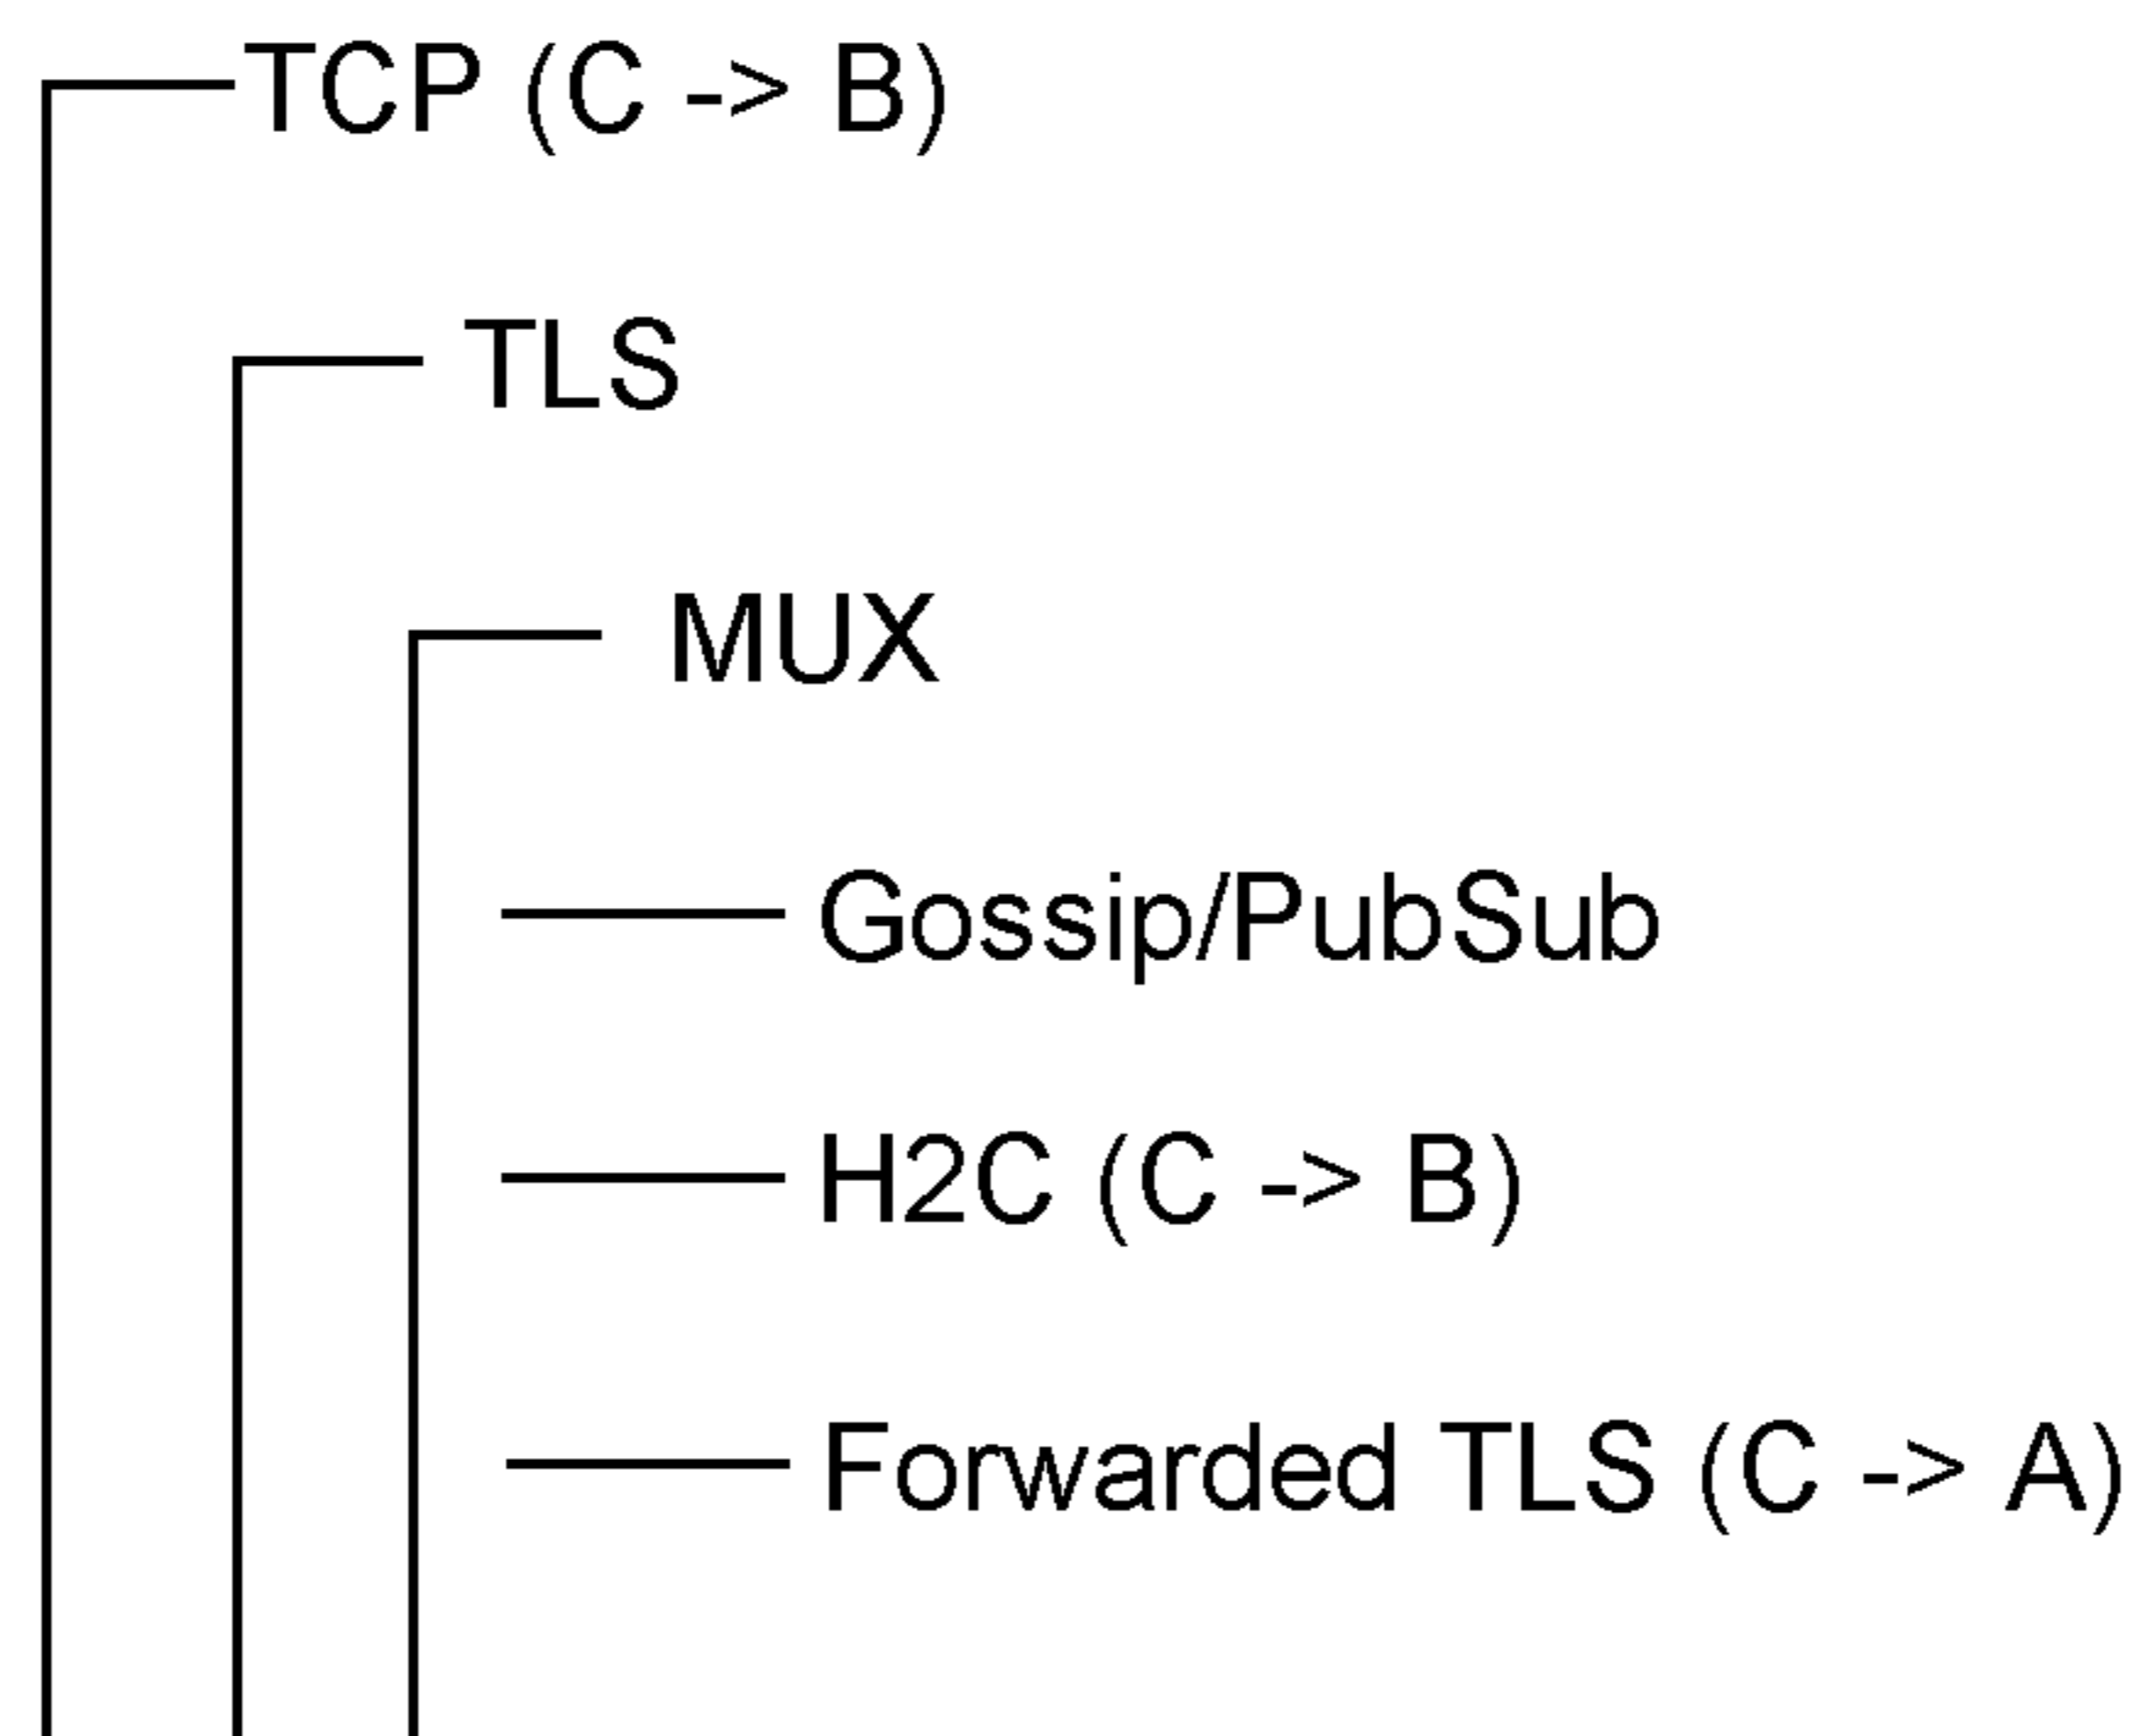 TCP (C -> B)
TLS
MUX
Gossip/PubSub
H2C (C -> B)
Forwarded TLS (C -> A)